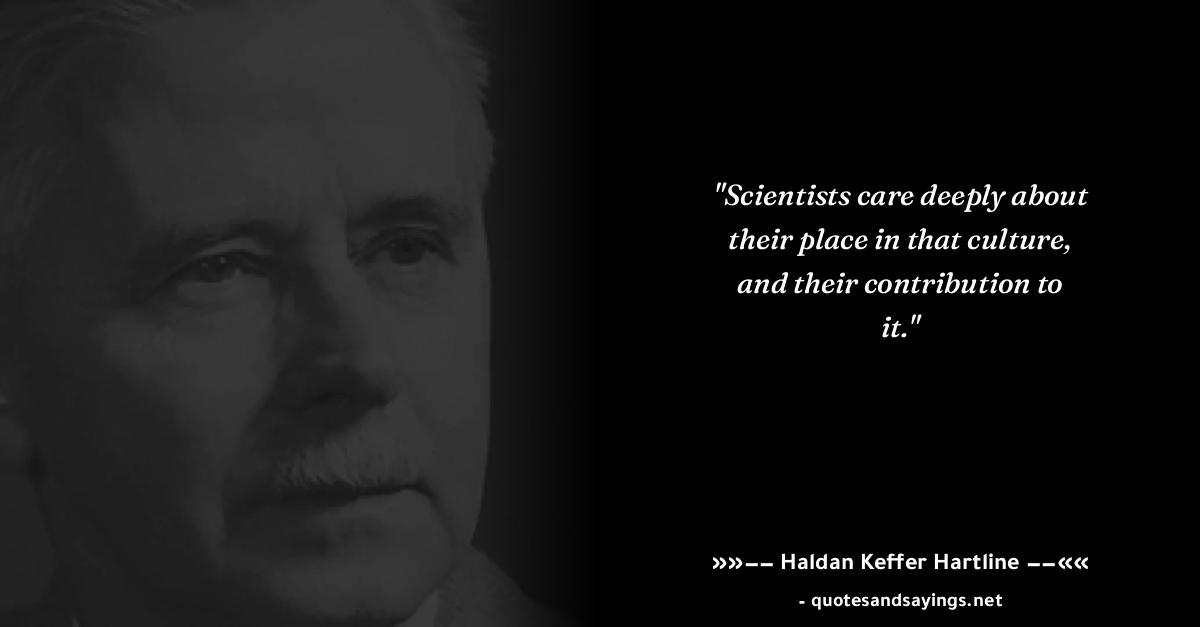 "Scientists care deeply about
their place in that culture,
and their contribution to
it."
»»−− Haldan Keffer Hartline −−««
- quotesandsayings.net